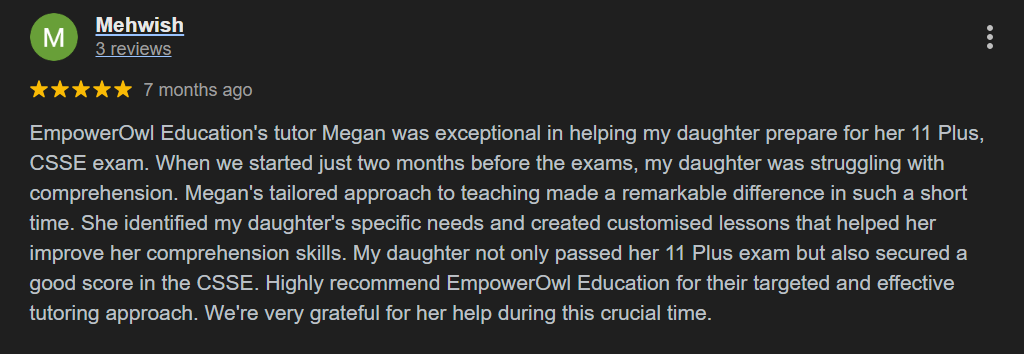 M
Mehwish
3 reviews
7 months ago
EmpowerOwl Education's tutor Megan was exceptional in helping my daughter prepare for her 11 Plus,
CSSE exam. When we started just two months before the exams, my daughter was struggling with
comprehension. Megan's tailored approach to teaching made a remarkable difference in such a short
time. She identified my daughter's specific needs and created customised lessons that helped her
improve her comprehension skills. My daughter not only passed her 11 Plus exam but also secured a
good score in the CSSE. Highly recommend EmpowerOwl Education for their targeted and effective
tutoring approach. We're very grateful for her help during this crucial time.